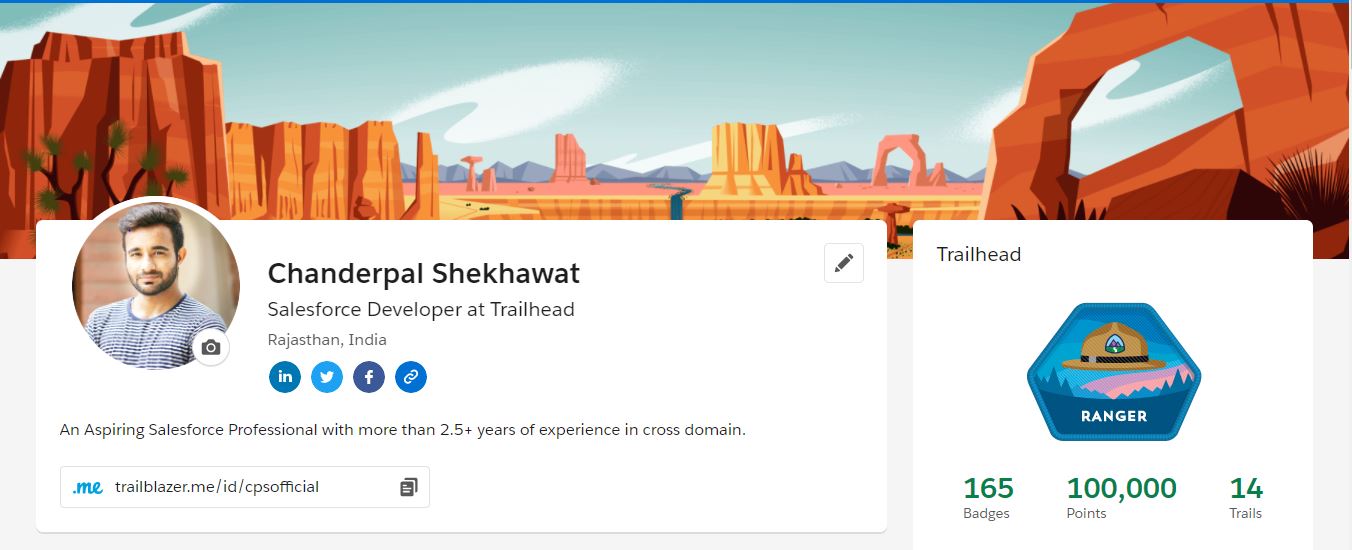 Chanderpal Shekhawat
Salesforce Developer at Trailhead
Rajasthan, India
in
f
An Aspiring Salesforce Professional with more than 2.5+ years of experience in cross domain.
.me trailblazer.me/id/cpsofficial
Trailhead
RANGER
165 100,000 14
Badges Points Trails